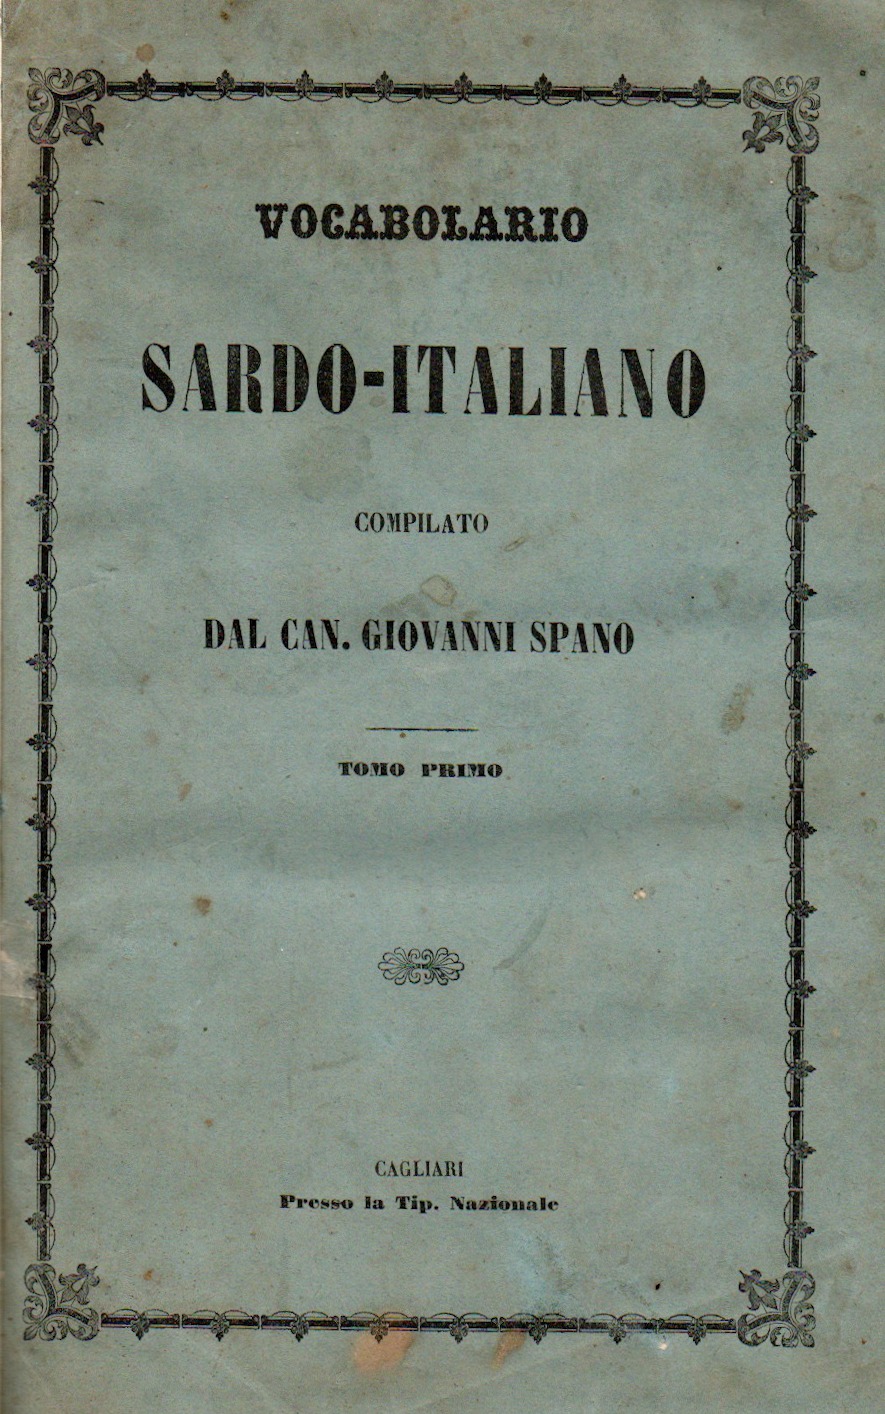 VOCABOLARIO
SARDO-ITALIANO
COMPILATO
DAL CAN. GIOVANNI SPANO
TOMO PRIMO
CAGLIARI
Presso la Tip. Nazionale